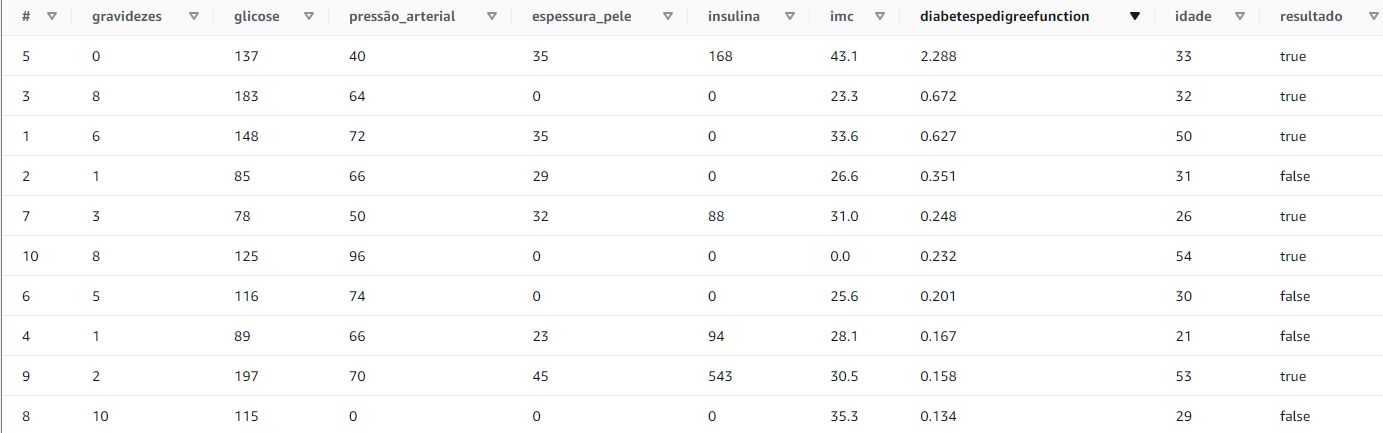 # gravidezes glicose pressão_arterial espessura_pele insulina imc diabetespedigreefunction idade resultado
5 0 137 40 35 168 43.1 2.288 33 true
3 8 183 64 0 0 23.3 0.672 32 true
1 6 148 72 35 0 33.6 0.627 50 true
2 1 85 66 29 0 26.6 0.351 31 false
7 3 78 50 32 88 31.0 0.248 26 true
10 8 125 96 0 0 0.0 0.232 54 true
6 5 116 74 0 0 25.6 0.201 30 false
4 1 89 66 23 94 28.1 0.167 21 false
9 2 197 70 45 543 30.5 0.158 53 true
8 10 115 0 0 0 35.3 0.134 29 false